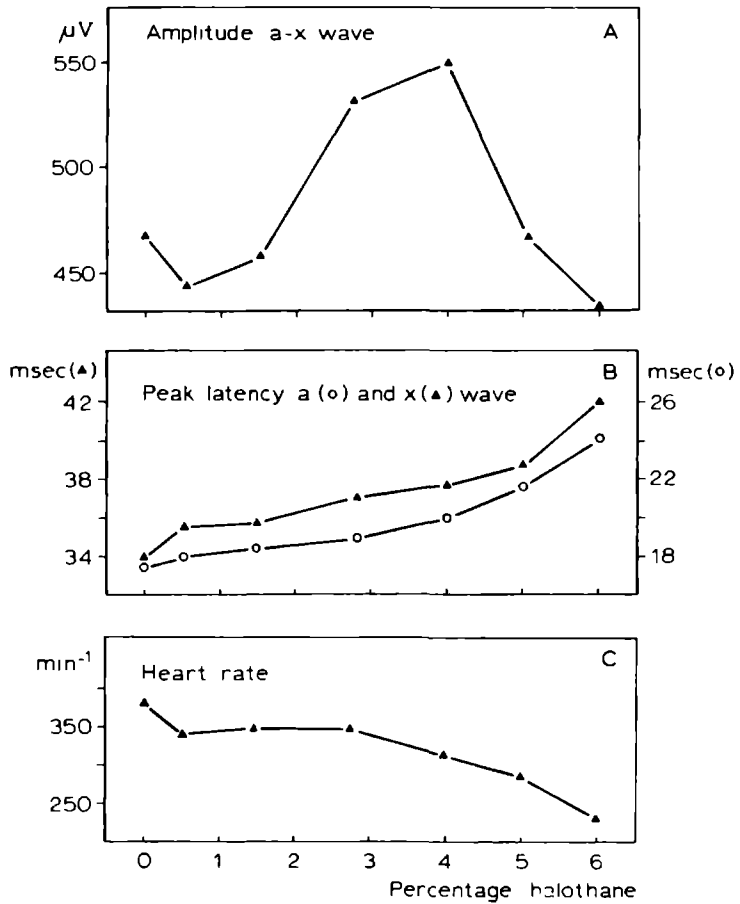 µV Amplitude a-x wave A
550
500
450
msec(▲) B msec(o)
Peak latency a (o) and x(▲) wave
42 26
38 22
34 18
min⁻¹ C
Heart rate
350
250
0 1 2 3 4 5 6
Percentage halothane